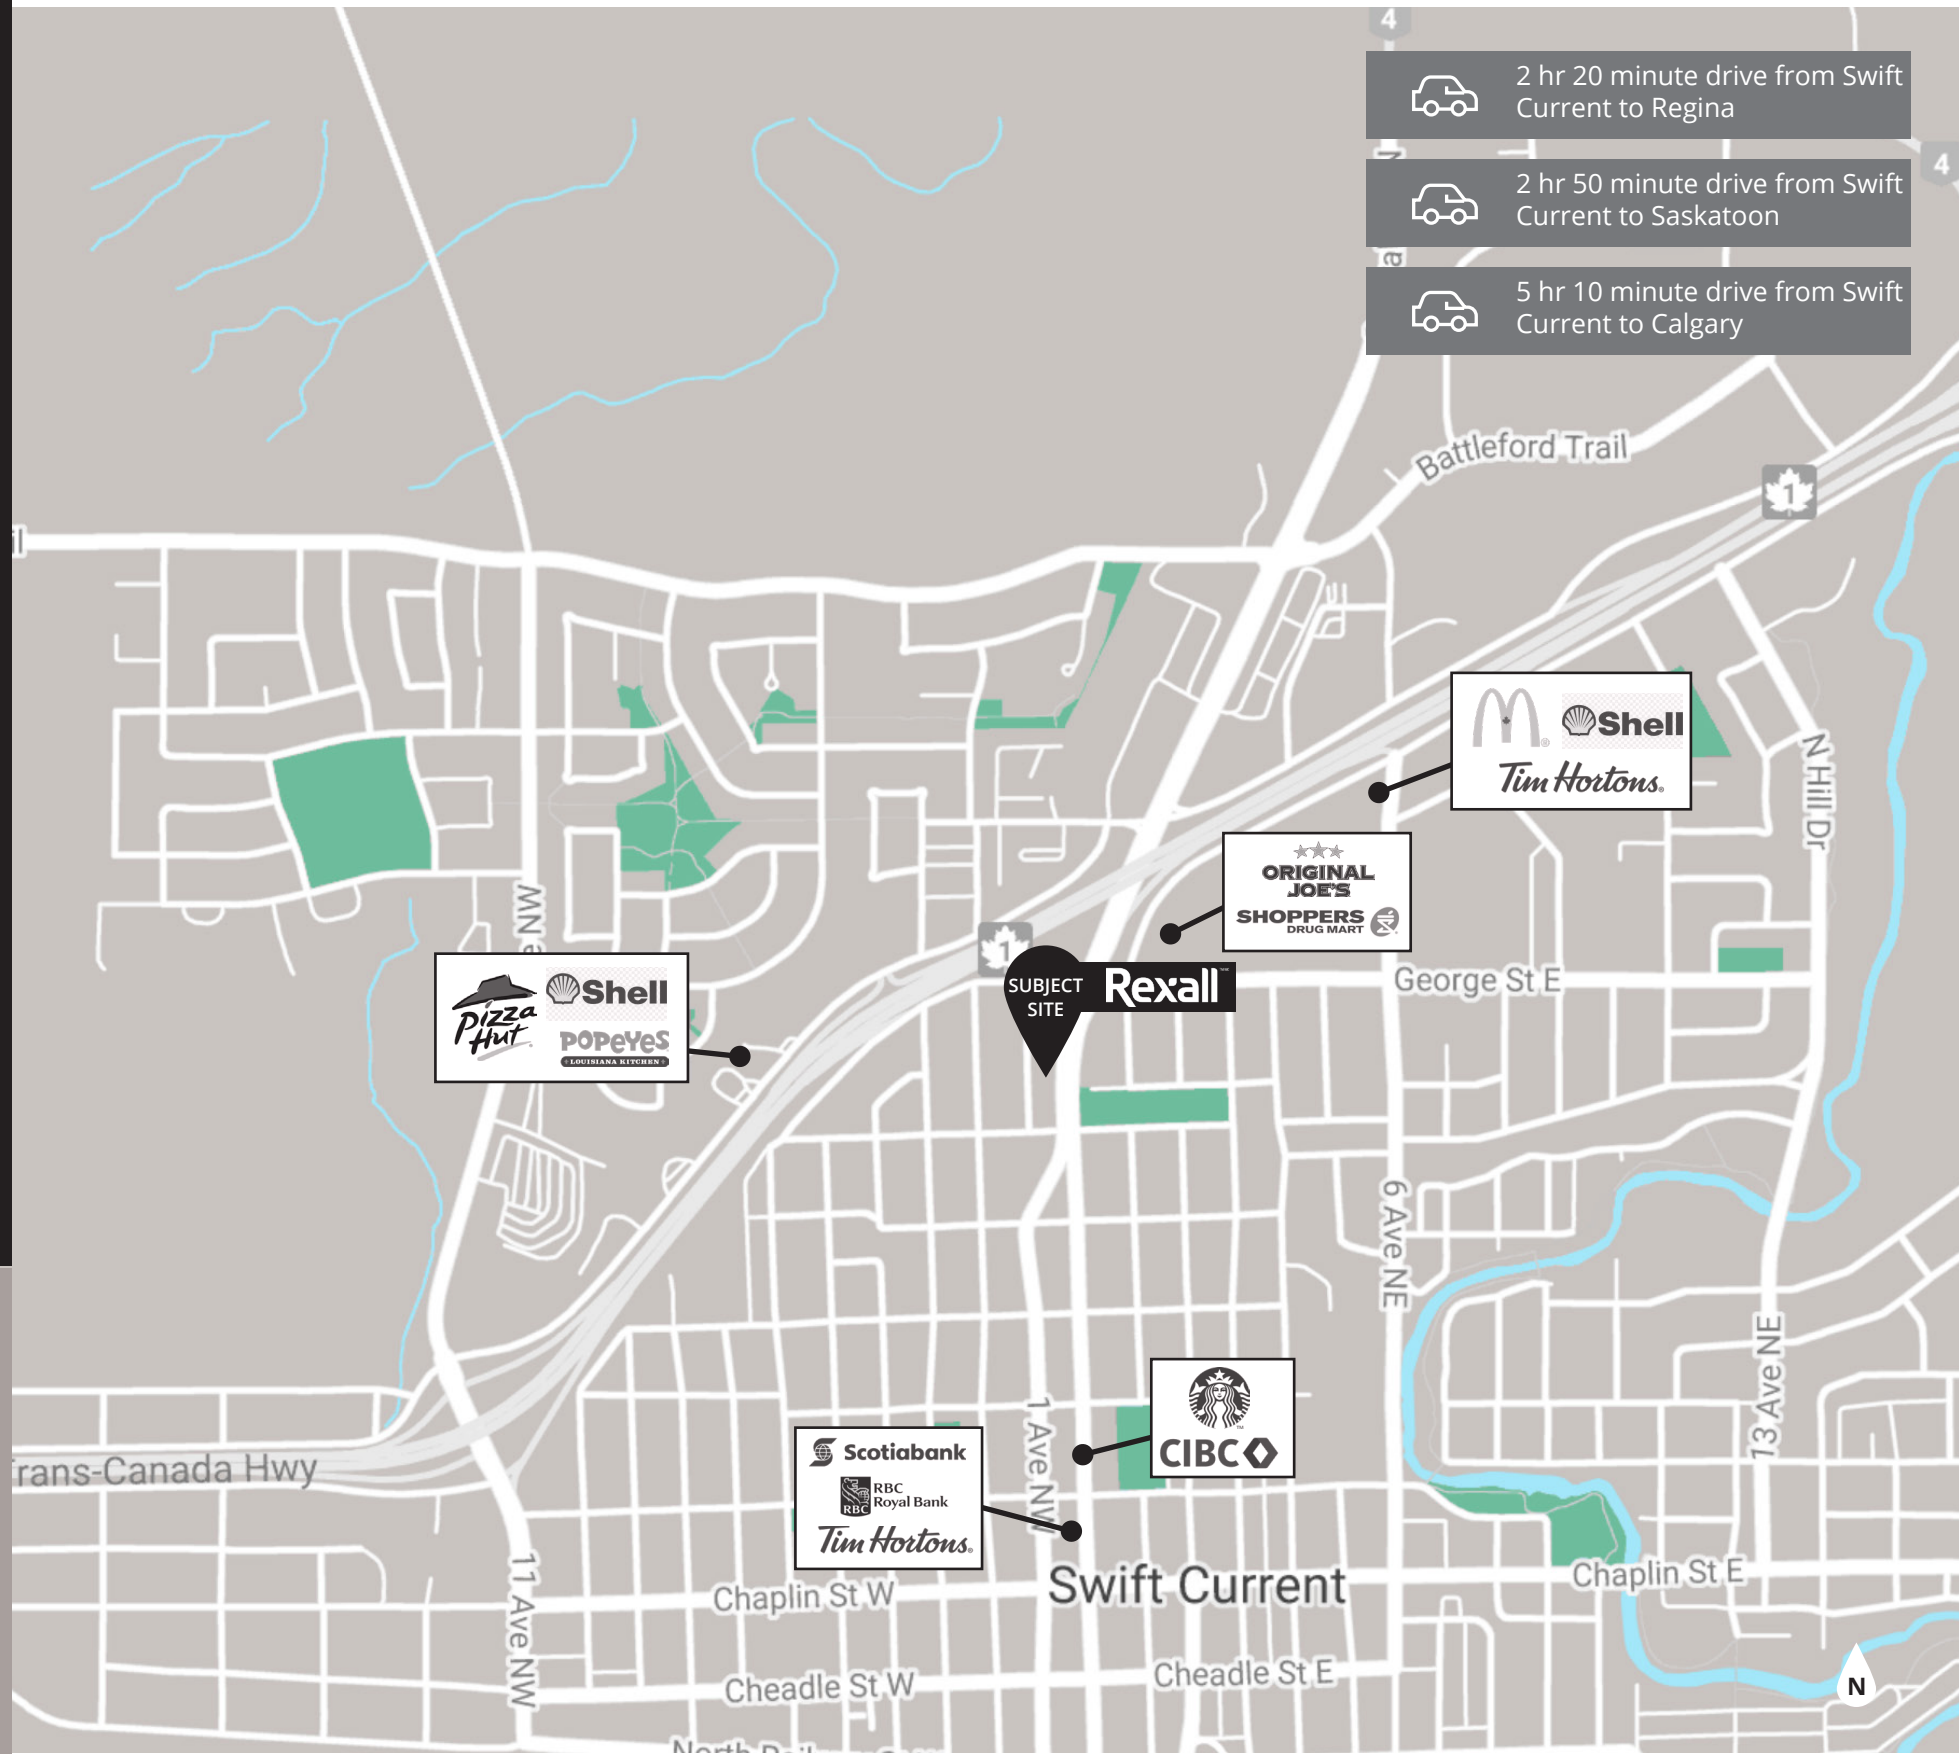 4
2 hr 20 minute drive from Swift
Current to Regina
4
2 hr 50 minute drive from Swift
Current to Saskatoon
5 hr 10 minute drive from Swift
Current to Calgary
Battleford Trail
1
Shell
Tim Hortons
N Hill Dr
ORIGINAL
JOE'S
SHOPPERS
DRUG MART
1
SUBJECT
SITE
Rexall
George St E
Pizza
Hut
Shell
POPEYES
LOUISIANA KITCHEN
6 Ave NE
13 Ave NE
1 Ave NW
CIBC
Scotiabank
RBC
RBC
Royal Bank
Tim Hortons
Trans-Canada Hwy
11 Ave NW
Swift Current
Chaplin St W
Chaplin St E
Cheadle St W
Cheadle St E
N